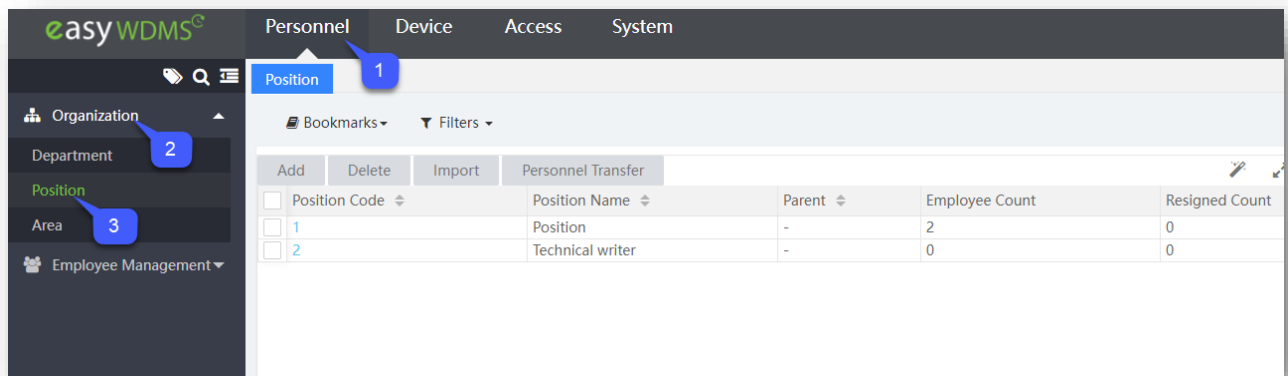 easy WDMS
Personnel Device Access System
1
Position
Organization
2
Bookmarks Filters
Department
Add Delete Import Personnel Transfer
Position
Position Code Position Name Parent Employee Count Resigned Count
Area
3
1 Position - 2 0
2 Technical writer - 0 0
Employee Management